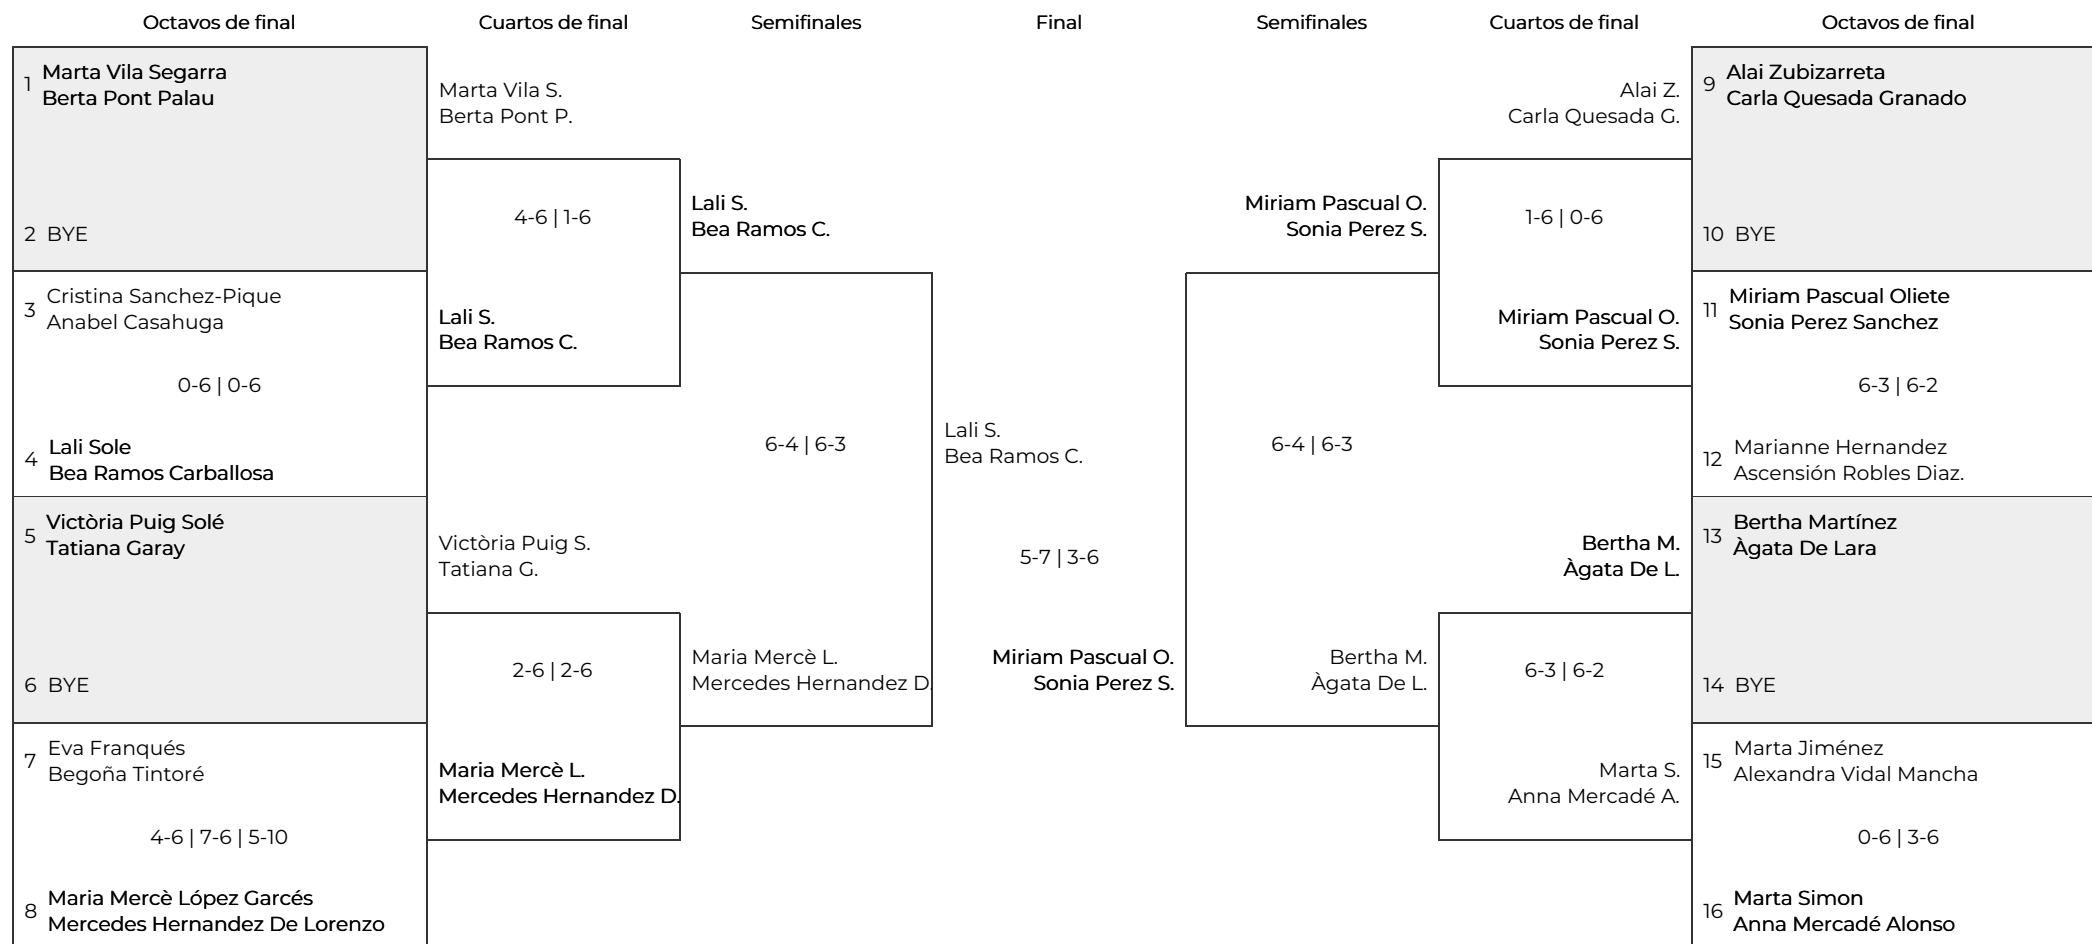 Octavos de final
Cuartos de final
Semifinales
Final
Semifinales
Cuartos de final
Octavos de final
1 Marta Vila Segarra
Berta Pont Palau
2 BYE
3 Cristina Sanchez-Pique
Anabel Casahuga
0-6 | 0-6
4 Lali Sole
Bea Ramos Carballosa
5 Victòria Puig Solé
Tatiana Garay
6 BYE
7 Eva Franqués
Begoña Tintoré
4-6 | 7-6 | 5-10
8 Maria Mercè López Garcés
Mercedes Hernandez De Lorenzo
Marta Vila S.
Berta Pont P.
4-6 | 1-6
Lali S.
Bea Ramos C.
Victòria Puig S.
Tatiana G.
2-6 | 2-6
Maria Mercè L.
Mercedes Hernandez D.
Lali S.
Bea Ramos C.
6-4 | 6-3
Maria Mercè L.
Mercedes Hernandez D.
Lali S.
Bea Ramos C.
5-7 | 3-6
Miriam Pascual O.
Sonia Perez S.
Miriam Pascual O.
Sonia Perez S.
6-4 | 6-3
Bertha M.
Àgata De L.
Alai Z.
Carla Quesada G.
1-6 | 0-6
Miriam Pascual O.
Sonia Perez S.
Bertha M.
Àgata De L.
6-3 | 6-2
Marta S.
Anna Mercadé A.
9 Alai Zubizarreta
Carla Quesada Granado
10 BYE
11 Miriam Pascual Oliete
Sonia Perez Sanchez
6-3 | 6-2
12 Marianne Hernandez
Ascensión Robles Diaz.
13 Bertha Martínez
Àgata De Lara
14 BYE
15 Marta Jiménez
Alexandra Vidal Mancha
0-6 | 3-6
16 Marta Simon
Anna Mercadé Alonso